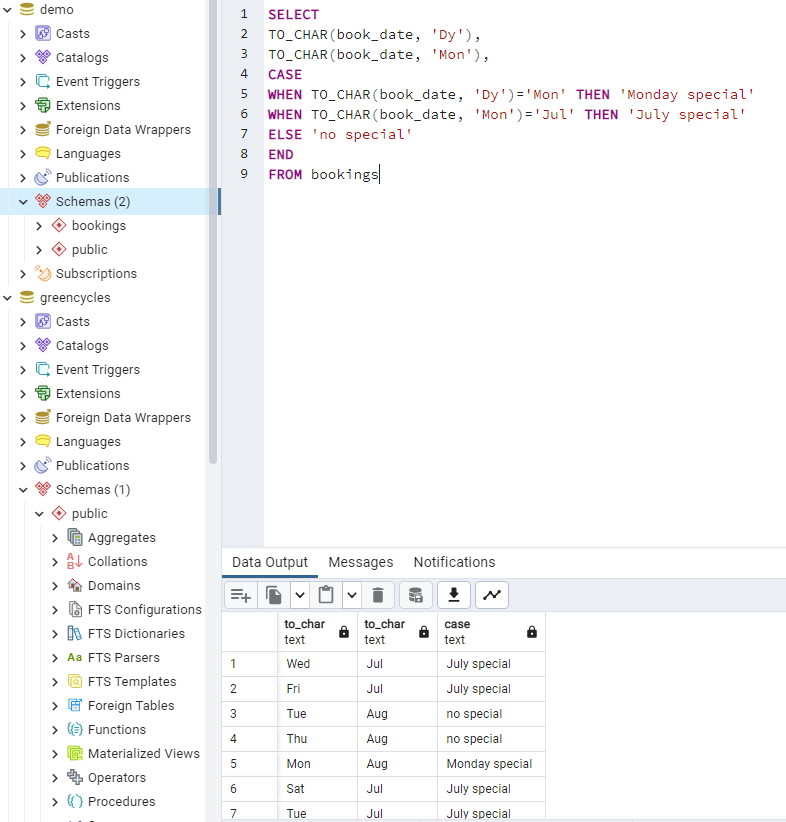 demo
Casts
Catalogs
Event Triggers
Extensions
Foreign Data Wrappers
Languages
Publications
Schemas (2)
bookings
public
Subscriptions
greencycles
Casts
Catalogs
Event Triggers
Extensions
Foreign Data Wrappers
Languages
Publications
Schemas (1)
public
Aggregates
Collations
Domains
FTS Configurations
FTS Dictionaries
Aa FTS Parsers
FTS Templates
Foreign Tables
Functions
Materialized Views
Operators
Procedures
1 SELECT
2 TO_CHAR(book_date, 'Dy'),
3 TO_CHAR(book_date, 'Mon'),
4 CASE
5 WHEN TO_CHAR(book_date, 'Dy')='Mon' THEN 'Monday special'
6 WHEN TO_CHAR(book_date, 'Mon')='Jul' THEN 'July special'
7 ELSE 'no special'
8 END
9 FROM bookings
Data Output Messages Notifications
to_char to_char case
text text text
1 Wed Jul July special
2 Fri Jul July special
3 Tue Aug no special
4 Thu Aug no special
5 Mon Aug Monday special
6 Sat Jul July special
7 Tue Jul July special